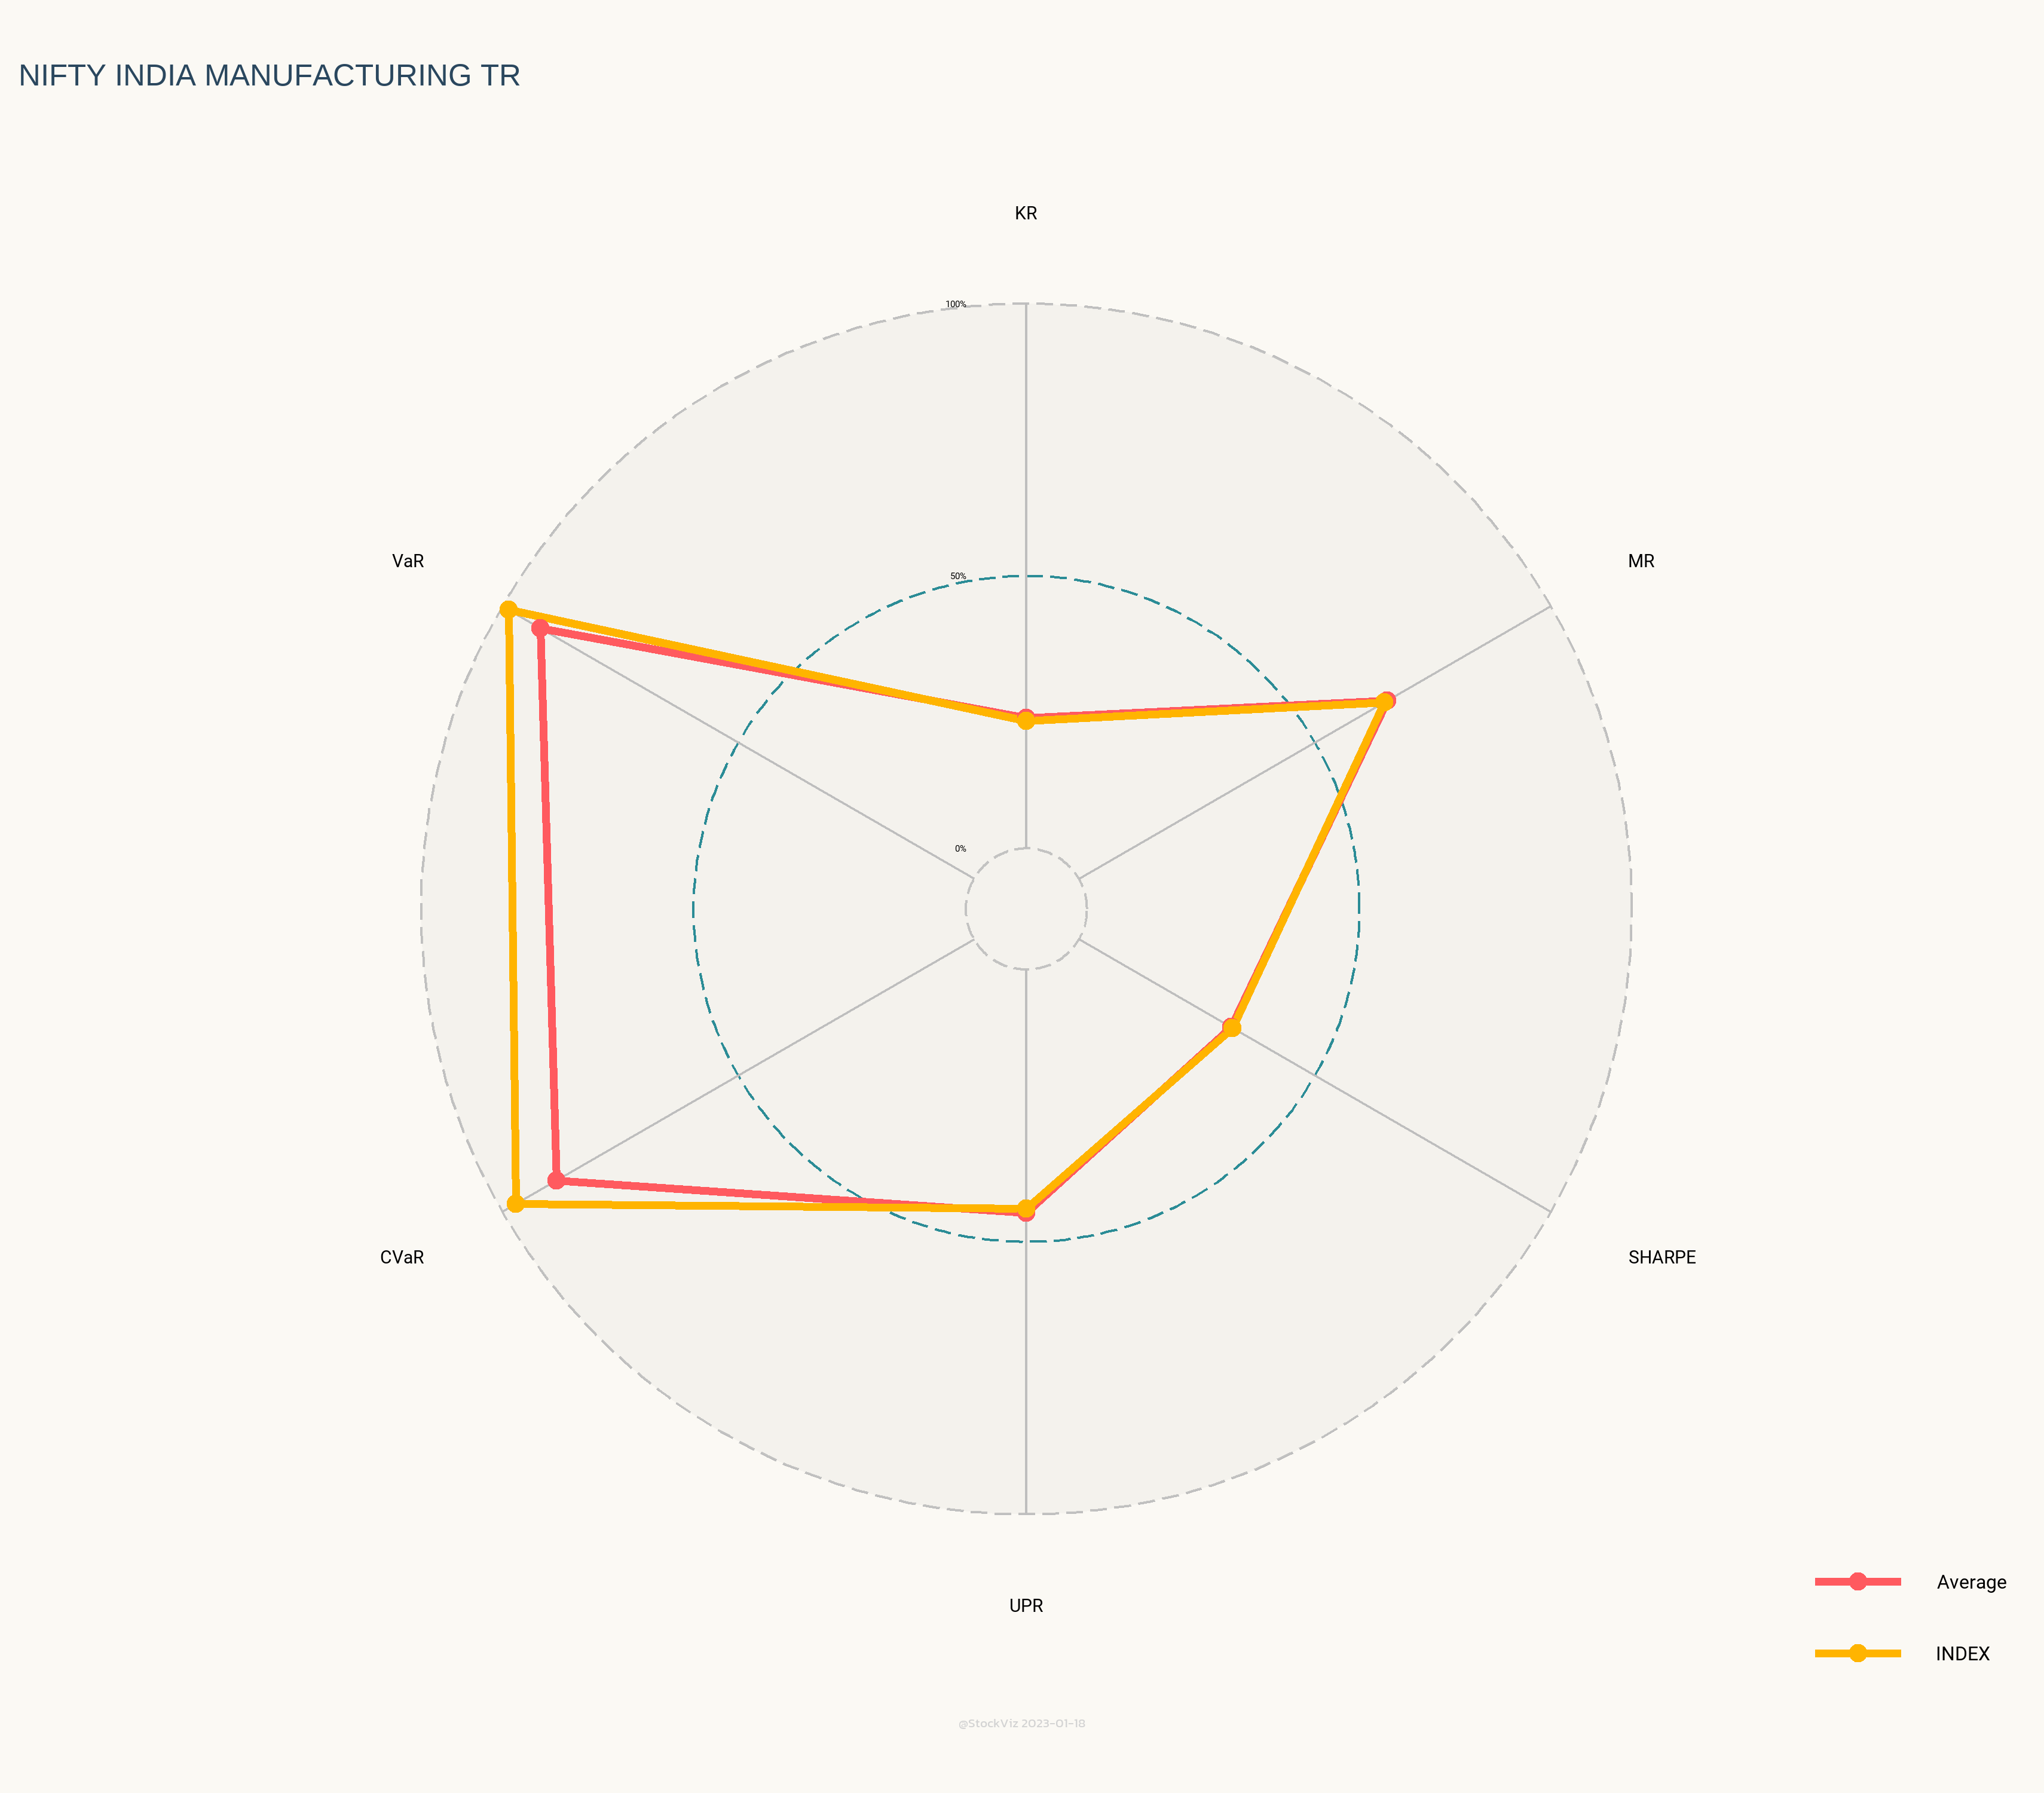 NIFTY INDIA MANUFACTURING TR
KR
100%
VaR
MR
50%
0%
CVaR
SHARPE
UPR
Average
INDEX
@StockViz 2023-01-18